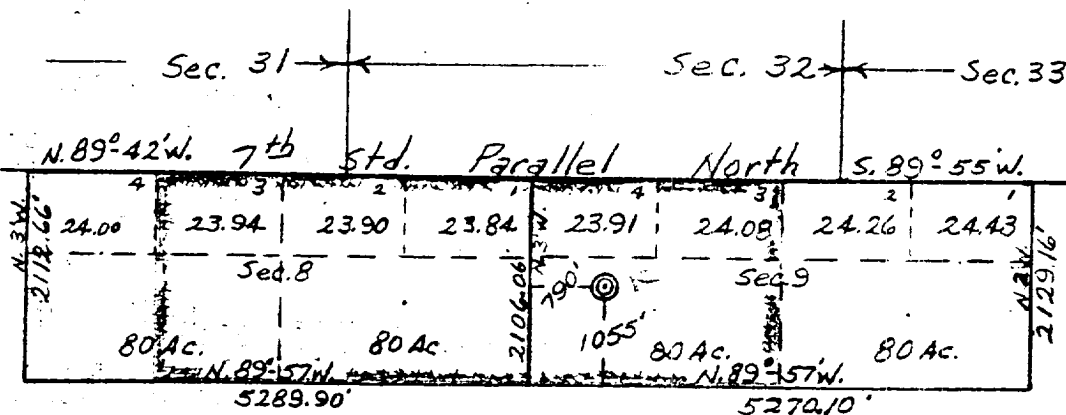 Sec. 31 Sec. 32 Sec. 33
N. 89°-42'W. 7th Std. Parallel North S. 89°-55'W.
4 3 2 1 4 3 2 1
24.00 23.94 23.90 23.84 23.91 24.08 24.26 24.43
N. 3 W.
2112.66'
Sec. 8
N. 3 W.
2106.06'
Sec. 9
N. 2 W.
2129.16'
790'
1055'
80 Ac. 80 Ac. 80 Ac. 80 Ac.
N. 89°-57'W. N. 89°-57'W.
5289.90' 5270.10'